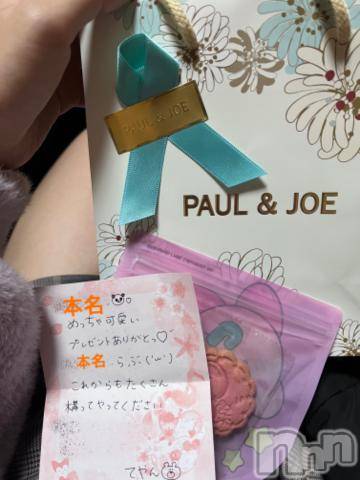 PAUL & JOE
PAUL & JOE
本名
めっちゃ可愛い
プレゼントありがとっ♡
本名 らぶ('ω')
これからもたくさん
構ってやってください
てやん